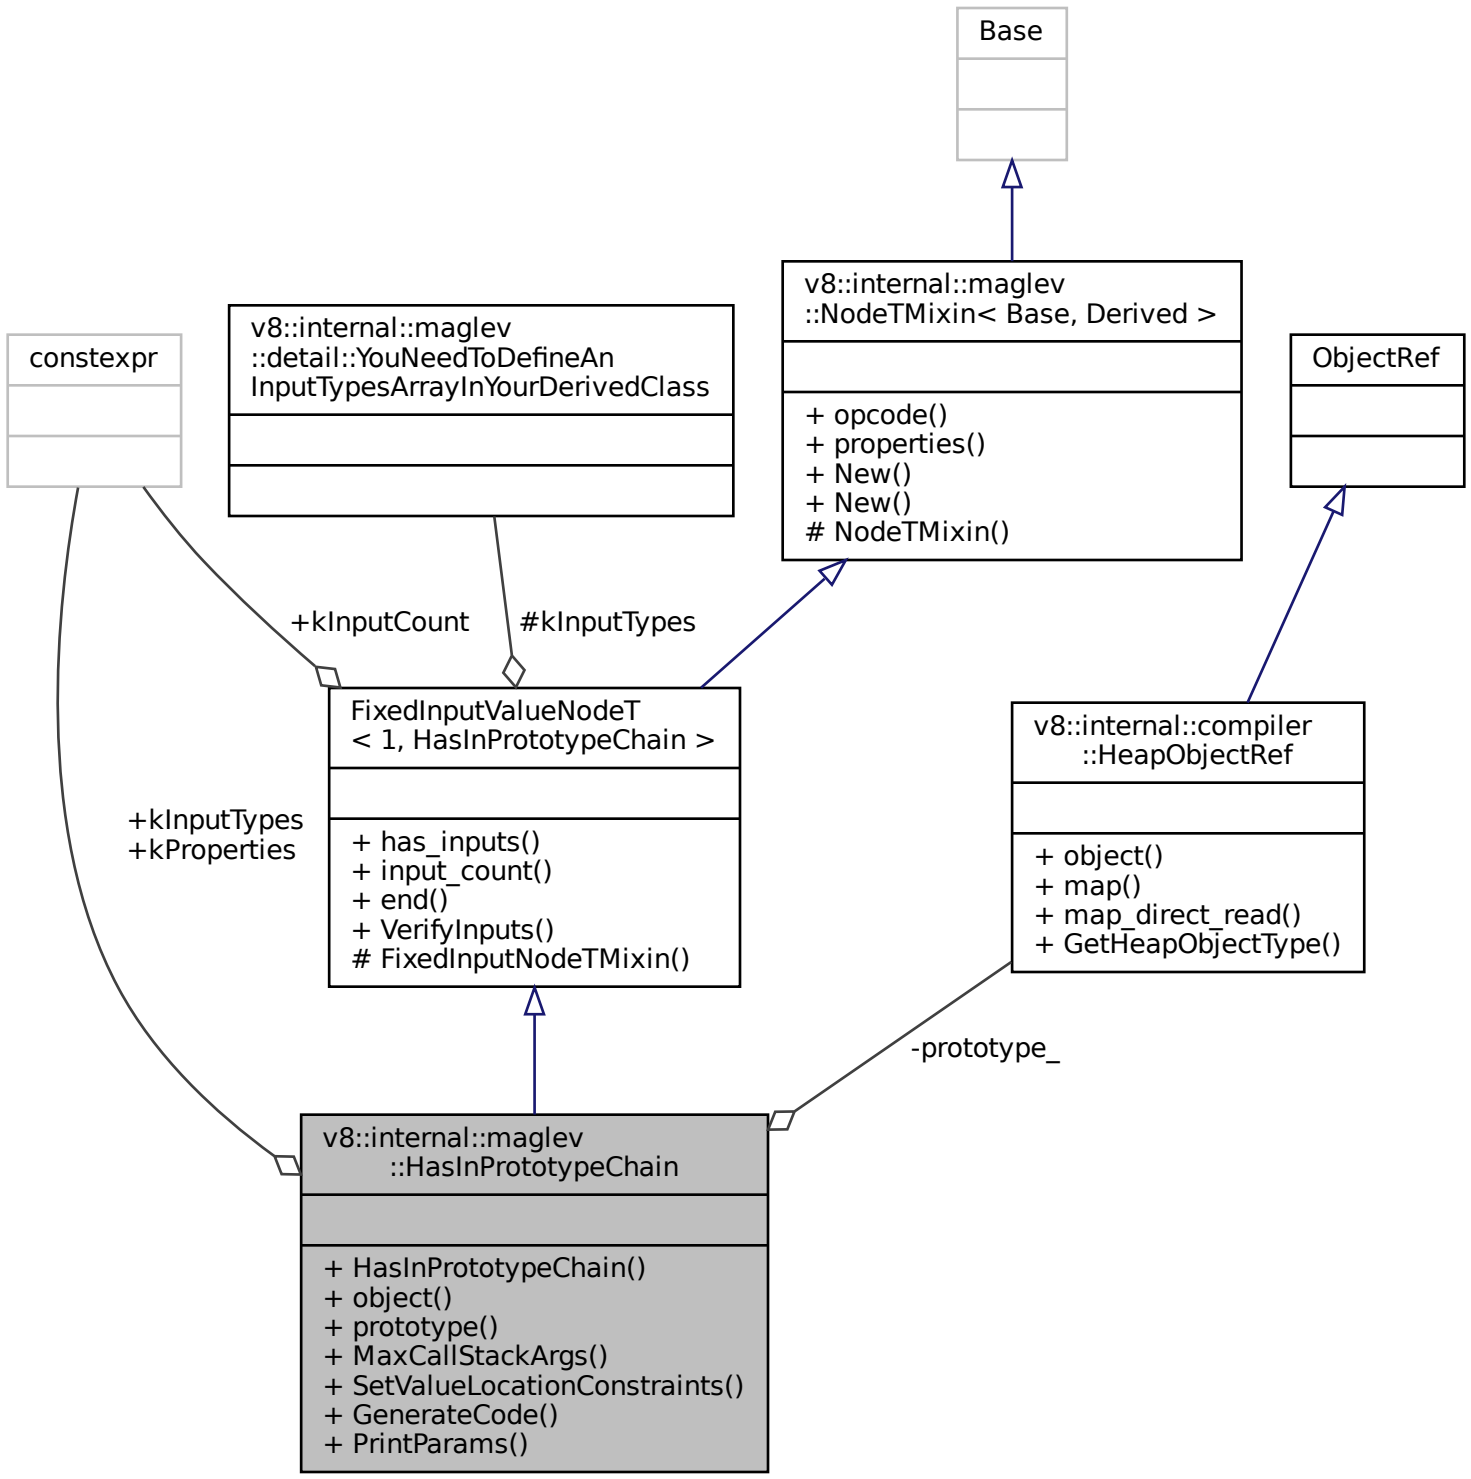 Base
v8::internal::maglev
::NodeTMixin< Base, Derived >
+ opcode()
+ properties()
+ New()
+ New()
# NodeTMixin()
v8::internal::maglev
::detail::YouNeedToDefineAn
InputTypesArrayInYourDerivedClass
constexpr
ObjectRef
+kInputCount
#kInputTypes
FixedInputValueNodeT
< 1, HasInPrototypeChain >
+ has_inputs()
+ input_count()
+ end()
+ VerifyInputs()
# FixedInputNodeTMixin()
v8::internal::compiler
::HeapObjectRef
+ object()
+ map()
+ map_direct_read()
+ GetHeapObjectType()
+kInputTypes
+kProperties
-prototype_
v8::internal::maglev
::HasInPrototypeChain
+ HasInPrototypeChain()
+ object()
+ prototype()
+ MaxCallStackArgs()
+ SetValueLocationConstraints()
+ GenerateCode()
+ PrintParams()